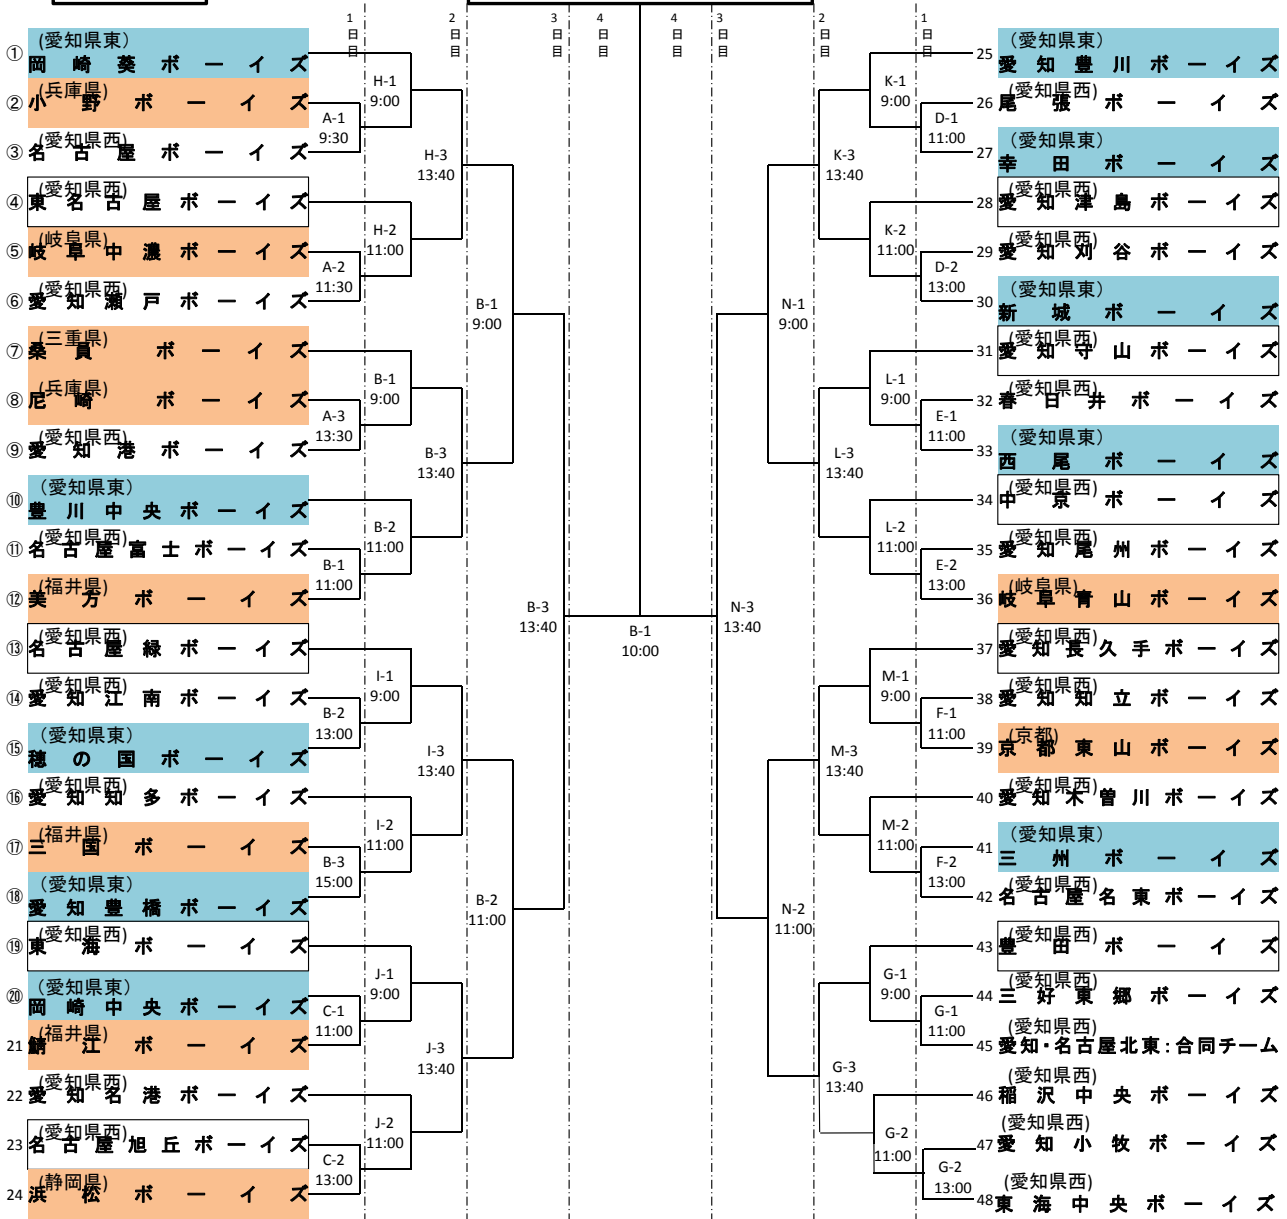 1日目
2日目
3日目
4日目
4日目
3日目
2日目
1日目
① (愛知県東)
岡崎葵ボーイズ
② (兵庫県)
小野ボーイズ
③ (愛知県西)
名古屋ボーイズ
④ (愛知県西)
東名古屋ボーイズ
⑤ (岐阜県)
岐阜中濃ボーイズ
⑥ (愛知県西)
愛知瀬戸ボーイズ
⑦ (三重県)
桑員ボーイズ
⑧ (兵庫県)
尼崎ボーイズ
⑨ (愛知県西)
愛知港ボーイズ
⑩ (愛知県東)
豊川中央ボーイズ
⑪ (愛知県西)
名古屋富士ボーイズ
⑫ (福井県)
美方ボーイズ
⑬ (愛知県西)
名古屋緑ボーイズ
⑭ (愛知県西)
愛知江南ボーイズ
⑮ (愛知県東)
穂の国ボーイズ
⑯ (愛知県西)
愛知知多ボーイズ
⑰ (福井県)
三国ボーイズ
⑱ (愛知県東)
愛知豊橋ボーイズ
⑲ (愛知県西)
東海ボーイズ
⑳ (愛知県東)
岡崎中央ボーイズ
21 (福井県)
鯖江ボーイズ
22 (愛知県西)
愛知名港ボーイズ
23 (愛知県西)
名古屋旭丘ボーイズ
24 (静岡県)
浜松ボーイズ
A-1
9:30
A-2
11:30
A-3
13:30
B-1
11:00
B-2
13:00
B-3
15:00
C-1
11:00
C-2
13:00
H-1
9:00
H-2
11:00
B-1
9:00
B-2
11:00
I-1
9:00
I-2
11:00
J-1
9:00
J-2
11:00
H-3
13:40
B-3
13:40
I-3
13:40
J-3
13:40
B-1
9:00
B-2
11:00
B-3
13:40
B-1
10:00
N-3
13:40
N-1
9:00
N-2
11:00
K-3
13:40
L-3
13:40
M-3
13:40
G-3
13:40
K-1
9:00
K-2
11:00
L-1
9:00
L-2
11:00
M-1
9:00
M-2
11:00
G-1
9:00
G-2
11:00
D-1
11:00
D-2
13:00
E-1
11:00
E-2
13:00
F-1
11:00
F-2
13:00
G-1
11:00
G-2
13:00
25 (愛知県東)
愛知豊川ボーイズ
26 (愛知県西)
尾張ボーイズ
27 (愛知県東)
幸田ボーイズ
28 (愛知県西)
愛知津島ボーイズ
29 (愛知県西)
愛知刈谷ボーイズ
30 (愛知県東)
新城ボーイズ
31 (愛知県西)
愛知守山ボーイズ
32 (愛知県西)
春日井ボーイズ
33 (愛知県東)
西尾ボーイズ
34 (愛知県西)
中京ボーイズ
35 (愛知県西)
愛知尾州ボーイズ
36 (岐阜県)
岐阜青山ボーイズ
37 (愛知県西)
愛知長久手ボーイズ
38 (愛知県西)
愛知知立ボーイズ
39 (京都)
京都東山ボーイズ
40 (愛知県西)
愛知木曽川ボーイズ
41 (愛知県東)
三州ボーイズ
42 (愛知県西)
名古屋名東ボーイズ
43 (愛知県西)
豊田ボーイズ
44 (愛知県西)
三好東郷ボーイズ
45 (愛知県西)
愛知・名古屋北東:合同チーム
46 (愛知県西)
稲沢中央ボーイズ
47 (愛知県西)
愛知小牧ボーイズ
48 (愛知県西)
東海中央ボーイズ